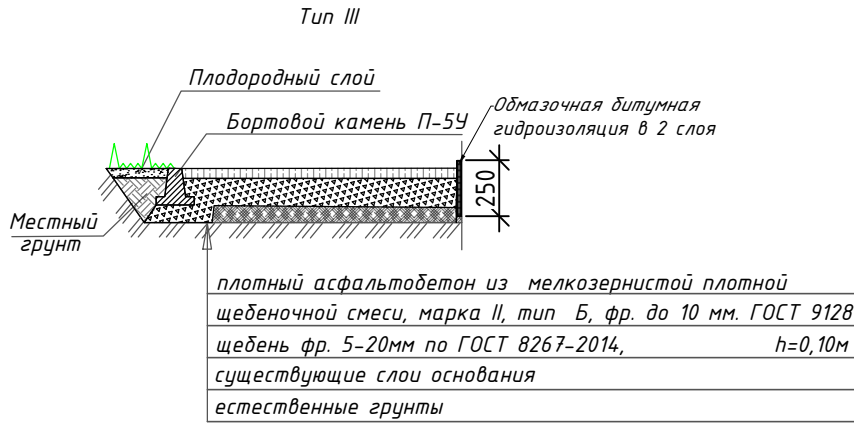 Тип III
Плодородный слой
Обмазочная битумная
гидроизоляция в 2 слоя
Бортовой камень П-5У
250
Местный
грунт
плотный асфальтобетон из мелкозернистой плотной
щебеночной смеси, марка II, тип Б, фр. до 10 мм. ГОСТ 9128
щебень фр. 5-20мм по ГОСТ 8267-2014, h=0,10м
существующие слои основания
естественные грунты